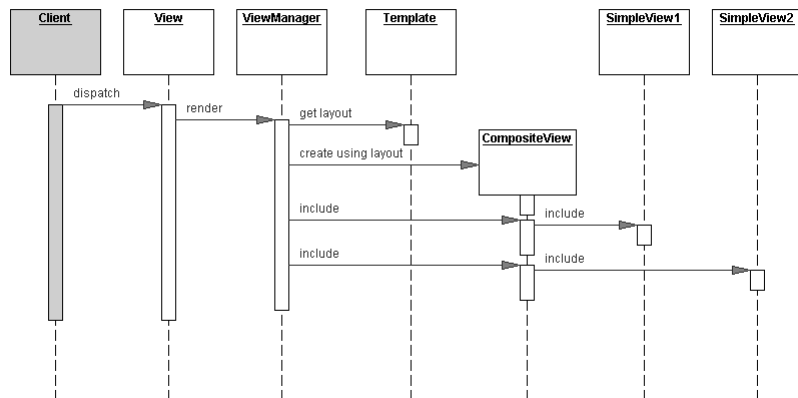 Client
View
ViewManager
Template
SimpleView1
SimpleView2
dispatch
render
get layout
CompositeView
create using layout
include
include
include
include